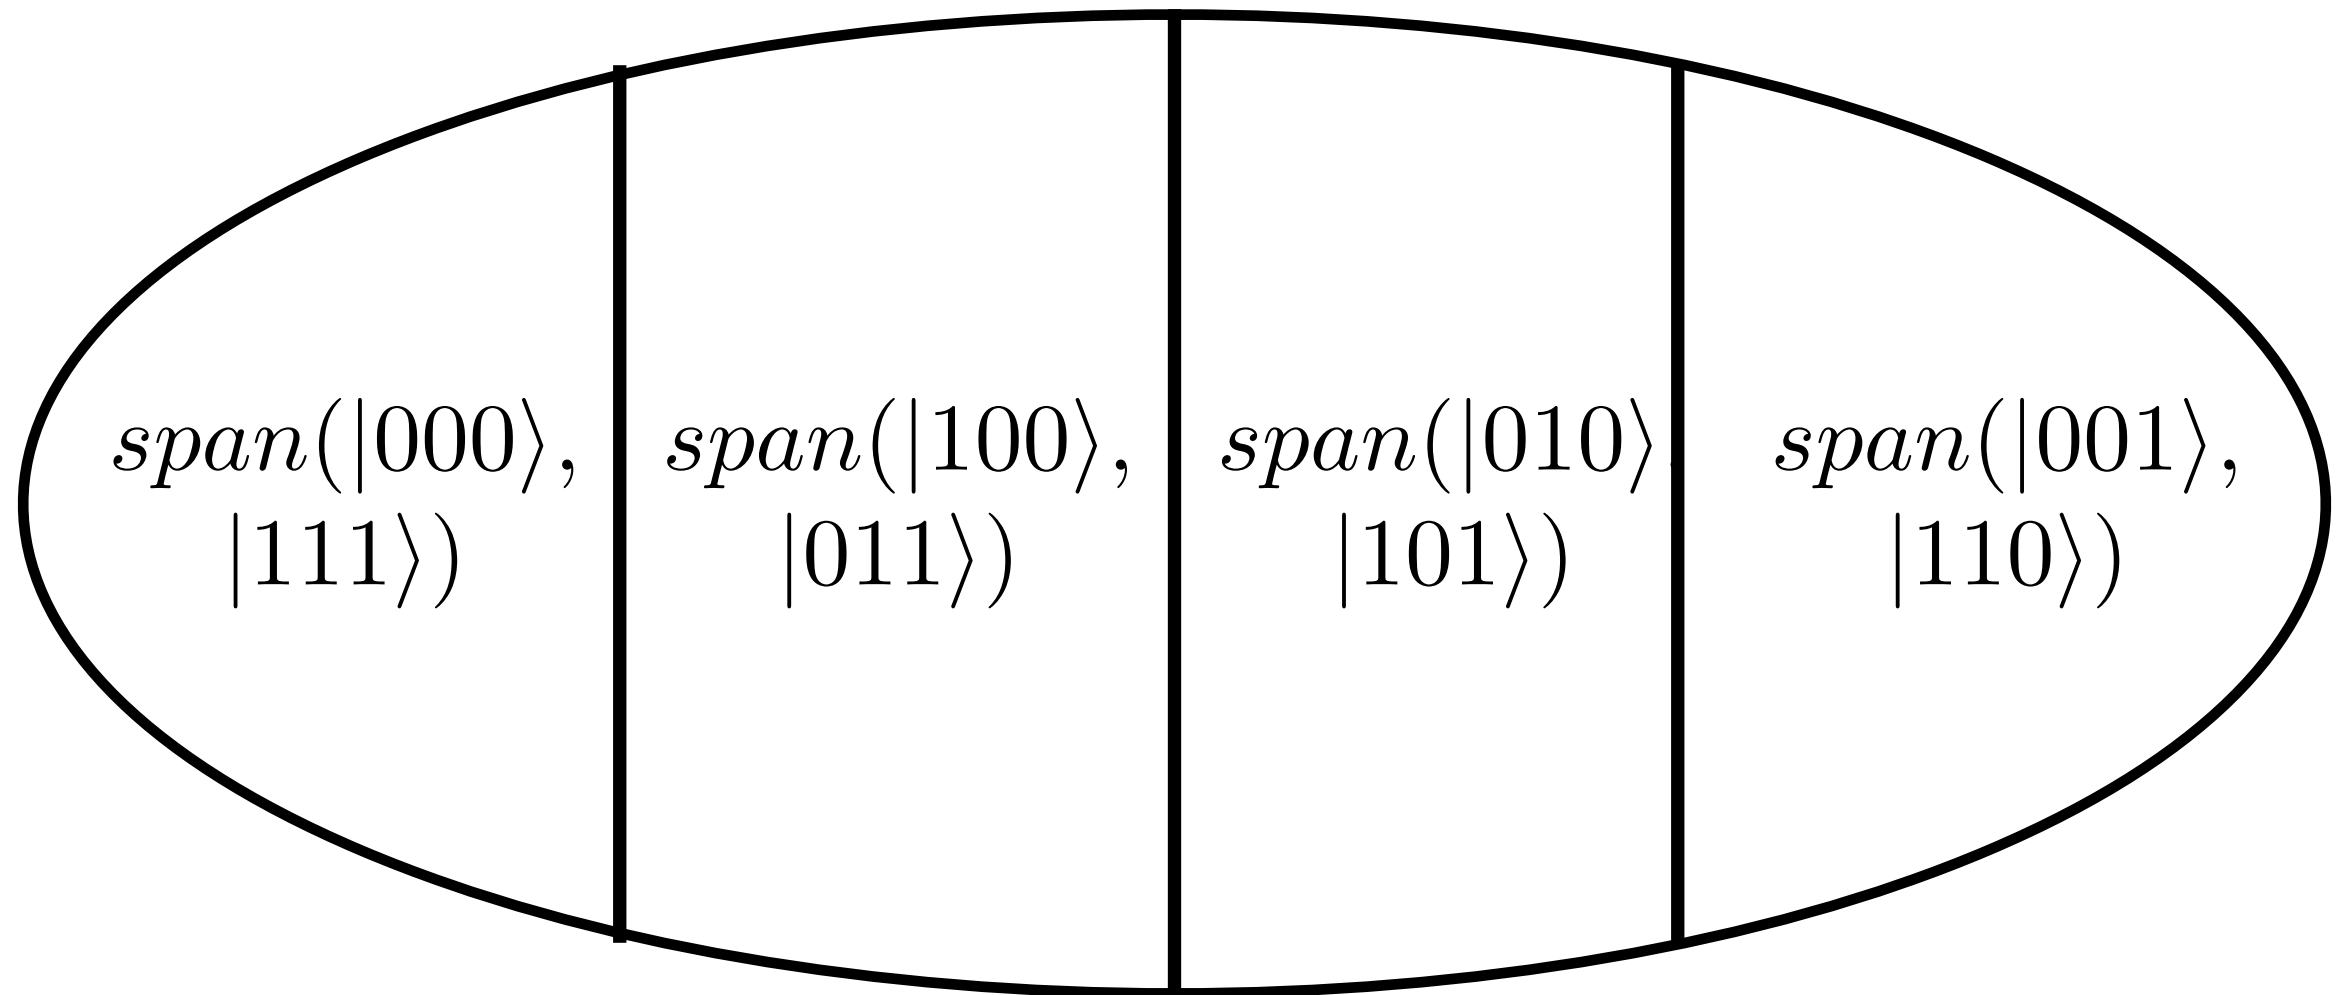 span(|000⟩, span(|100⟩, span(|010⟩ span(|001⟩,
|111⟩) |011⟩) |101⟩) |110⟩)